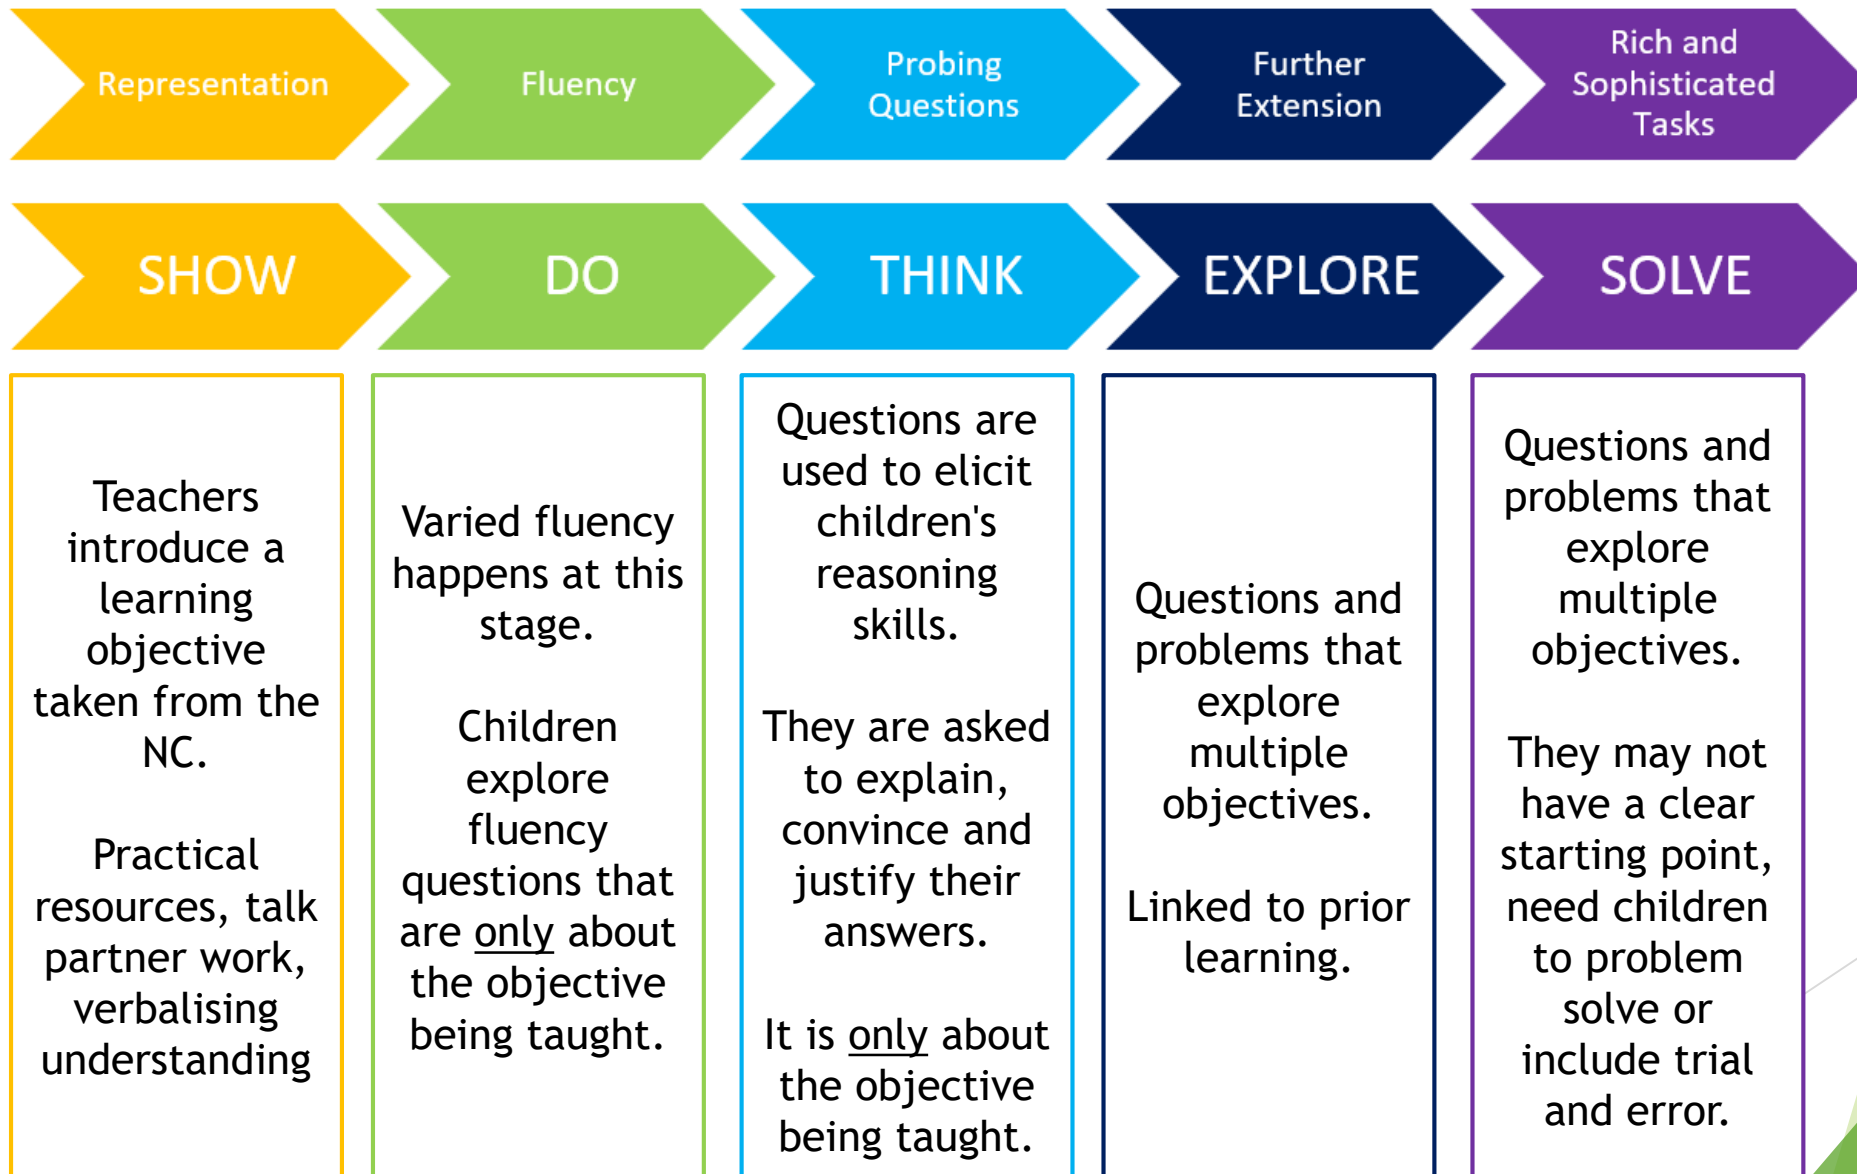 Representation
Fluency
Probing
Questions
Further
Extension
Rich and
Sophisticated
Tasks
SHOW
DO
THINK
EXPLORE
SOLVE
Teachers
introduce a
learning
objective
taken from the
NC.
Practical
resources, talk
partner work,
verbalising
understanding
Varied fluency
happens at this
stage.
Children
explore
fluency
questions that
are only about
the objective
being taught.
Questions are
used to elicit
children's
reasoning
skills.
They are asked
to explain,
convince and
justify their
answers.
It is only about
the objective
being taught.
Questions and
problems that
explore
multiple
objectives.
Linked to prior
learning.
Questions and
problems that
explore
multiple
objectives.
They may not
have a clear
starting point,
need children
to problem
solve or
include trial
and error.